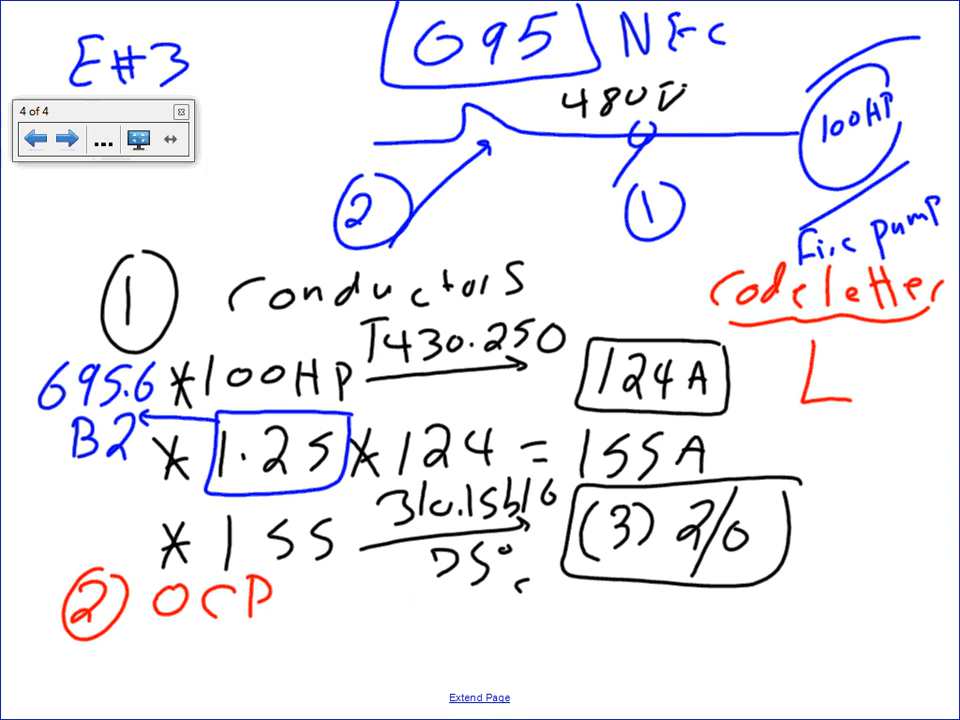 E#3
695 NEC
4 of 4
...
480V
100HP
2
1
Fire pump
1 Conductors
code letter
L
695.6
B2
* 100HP T430.250 124A
* 1.25 * 124 = 155A
* 155 310.15b16 75°C (3) 2/0
2 OCP
Extend Page